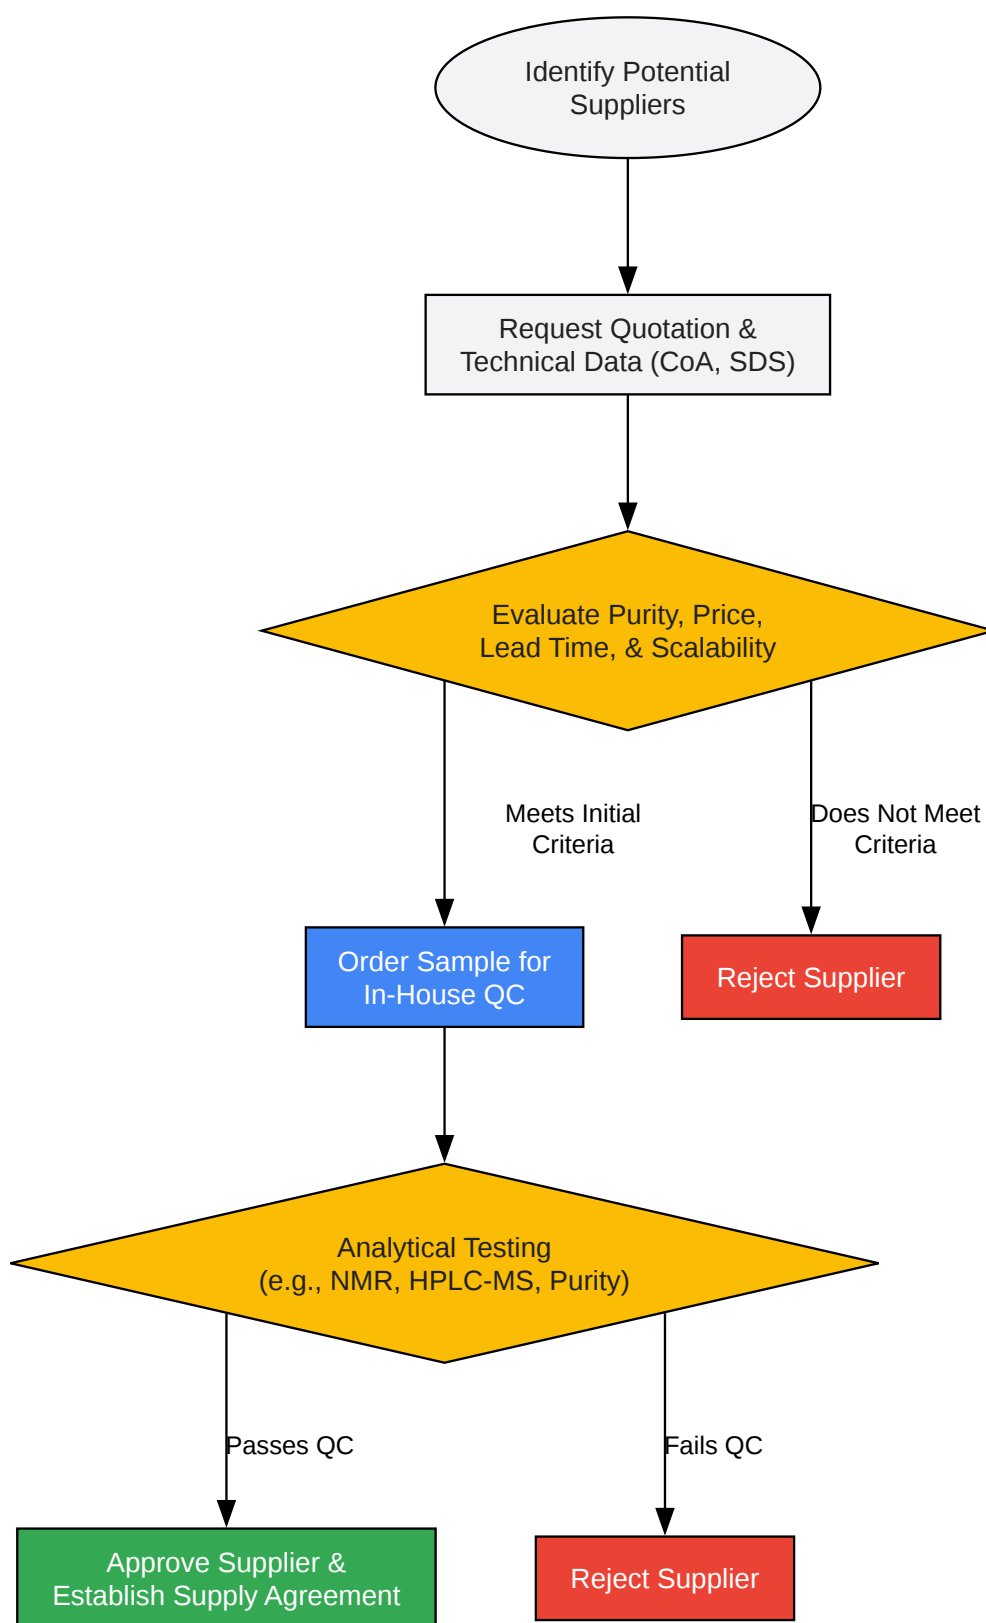 Identify Potential
Suppliers
Request Quotation &
Technical Data (CoA, SDS)
Evaluate Purity, Price,
Lead Time, & Scalability
Meets Initial
Criteria
Does Not Meet
Criteria
Order Sample for
In-House QC
Reject Supplier
Analytical Testing
(e.g., NMR, HPLC-MS, Purity)
Passes QC
Fails QC
Approve Supplier &
Establish Supply Agreement
Reject Supplier